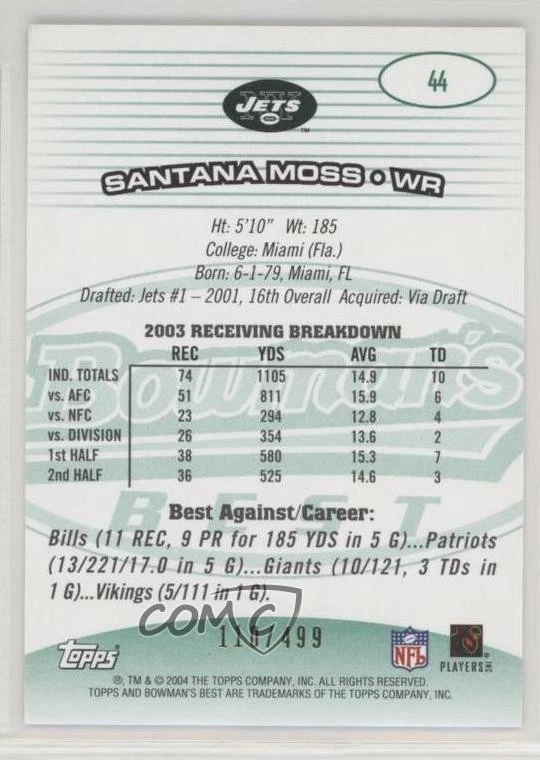 44
NY
JETS
TM
SANTANA MOSS • WR
Ht: 5'10" Wt: 185
College: Miami (Fla.)
Born: 6-1-79, Miami, FL
Drafted: Jets #1 – 2001, 16th Overall Acquired: Via Draft
2003 RECEIVING BREAKDOWN
REC YDS AVG TD
IND. TOTALS 74 1105 14.9 10
vs. AFC 51 811 15.9 6
vs. NFC 23 294 12.8 4
vs. DIVISION 26 354 13.6 2
1st HALF 38 580 15.3 7
2nd HALF 36 525 14.6 3
Bowman's
BEST
Best Against/Career:
Bills (11 REC, 9 PR for 185 YDS in 5 G)...Patriots
(13/221/17.0 in 5 G)...Giants (10/121, 3 TDs in
1 G)...Vikings (5/111 in 1 G).
COMC
/499
topps
NFL
PLAYERS INC
®, TM & © 2004 THE TOPPS COMPANY, INC. ALL RIGHTS RESERVED.
TOPPS AND BOWMAN'S BEST ARE TRADEMARKS OF THE TOPPS COMPANY, INC.